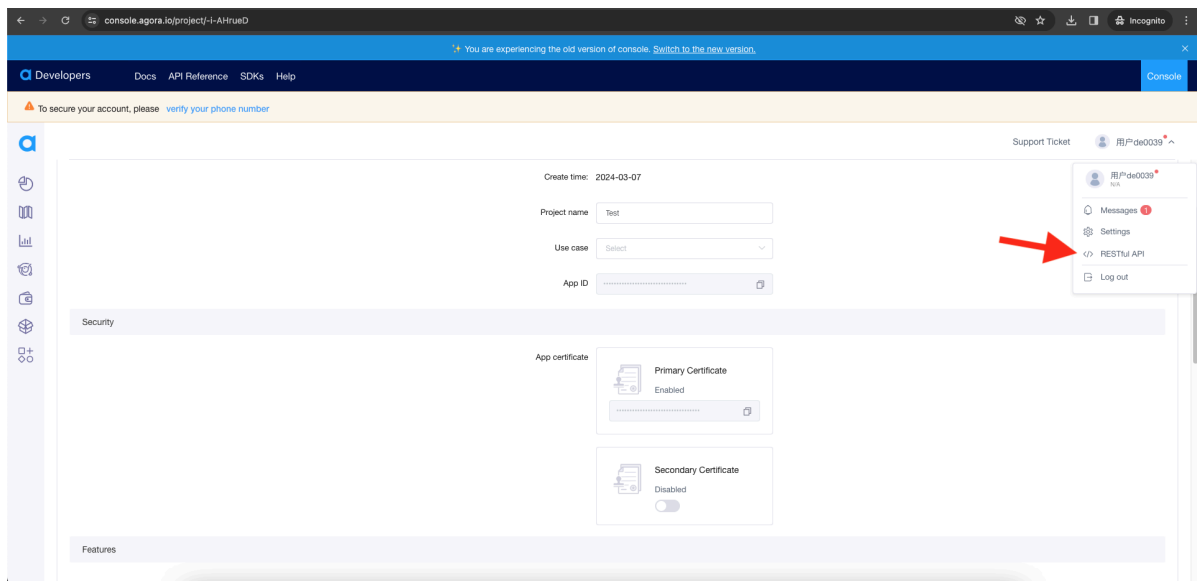 console.agora.io/project/-i-AHrueD
Incognito
You are experiencing the old version of console. Switch to the new version.
Developers Docs API Reference SDKs Help Console
To secure your account, please verify your phone number
Support Ticket 用户de0039
Create time: 2024-03-07
用户de0039
N/A
Project name Test
Messages 1
Use case Select
Settings
RESTful API
App ID ································
Log out
Security
App certificate
Primary Certificate
Enabled
································
Secondary Certificate
Disabled
Features